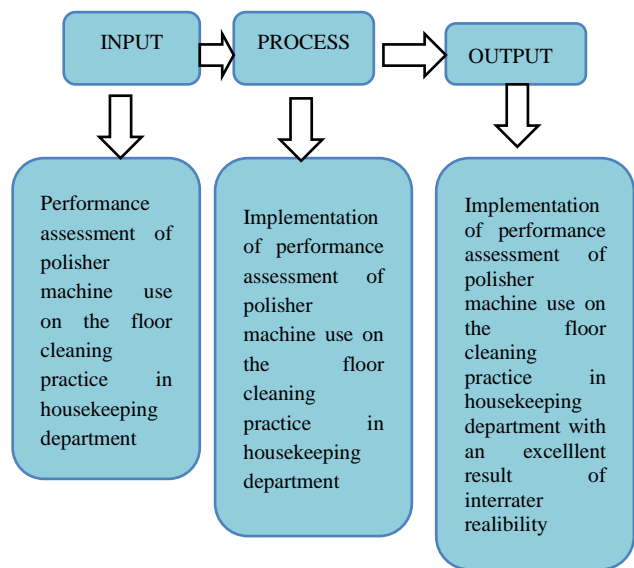 INPUT
PROCESS
OUTPUT
Performance
assessment of
polisher
machine use
on the floor
cleaning
practice in
housekeeping
department
Implementation
of performance
assessment of
polisher
machine use on
the floor
cleaning
practice in
housekeeping
department
Implementation
of performance
assessment of
polisher
machine use on
the floor
cleaning
practice in
housekeeping
department with
an excelllent
result of
interrater
realibility